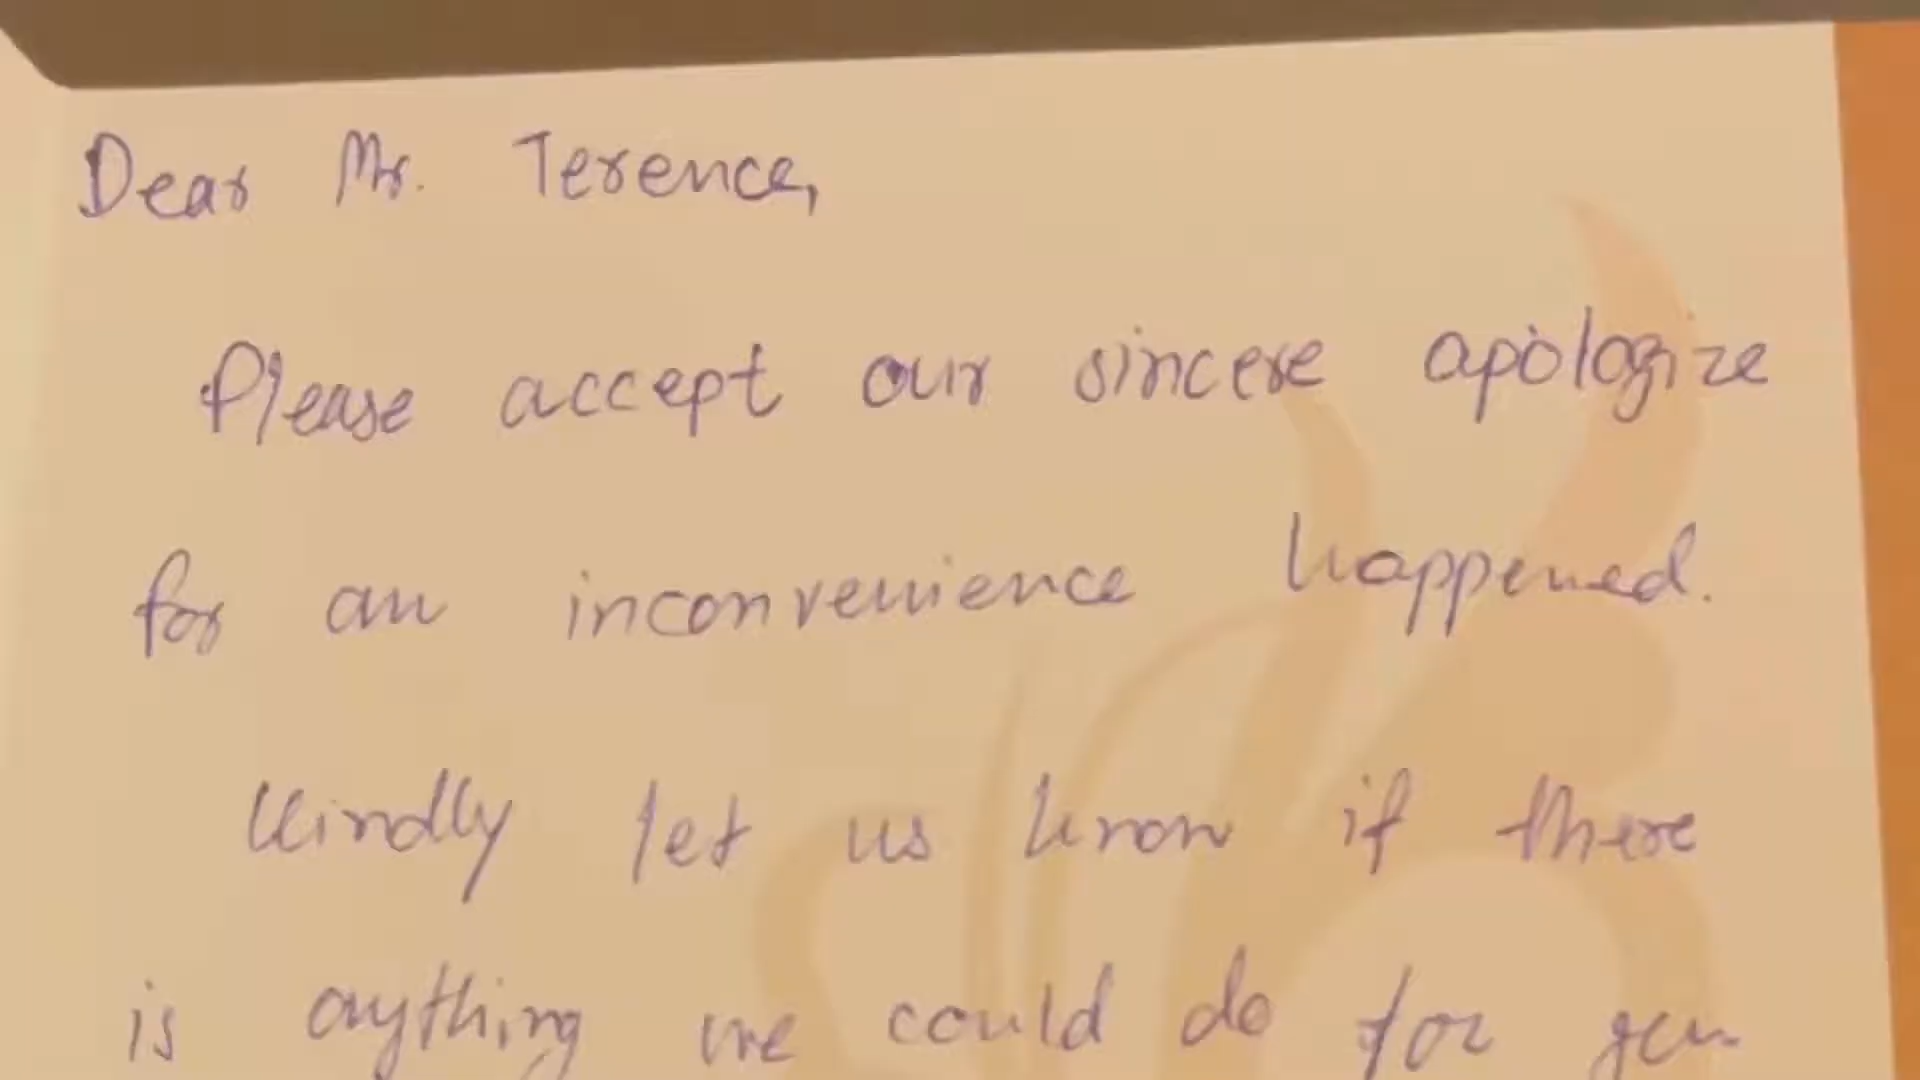 Dear Mr. Terence,
Please accept our sincere apologize
for an inconvenience happened.
Kindly let us know if there
is anything we could do for you